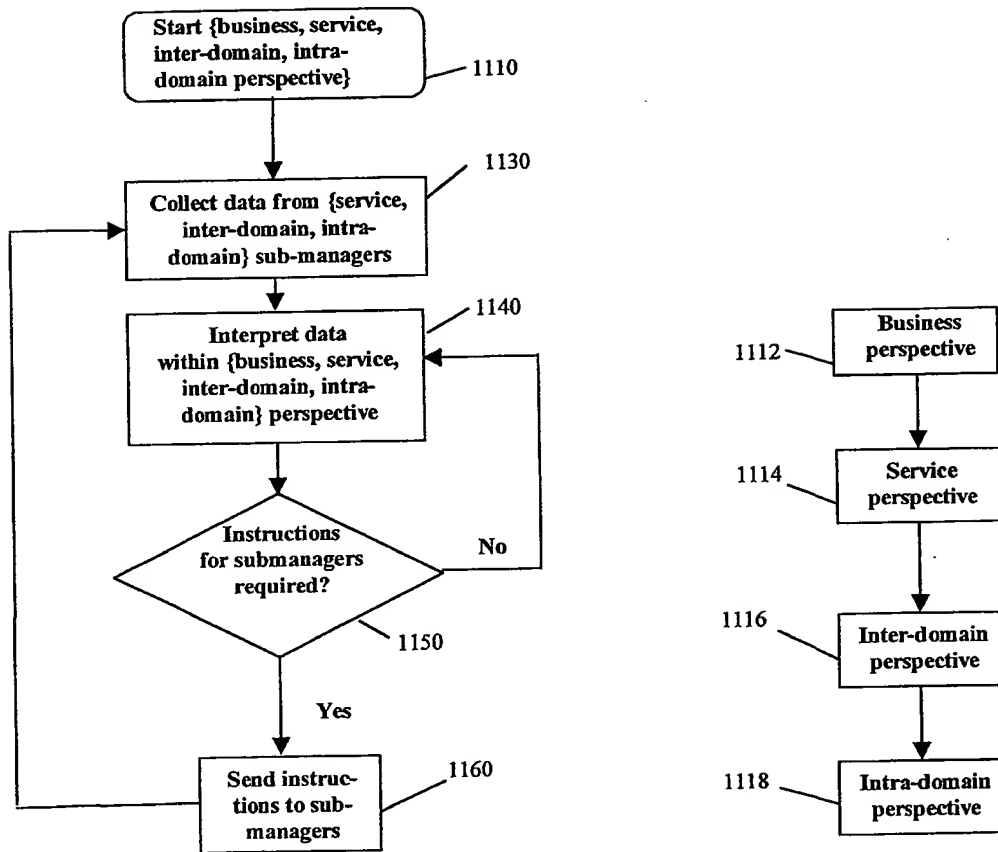 Start {business, service,
inter-domain, intra-
domain perspective}
1110
1130
Collect data from {service,
inter-domain, intra-
domain} sub-managers
1140
Interpret data
within {business, service,
inter-domain, intra-
domain} perspective
Instructions
for submanagers
required?
No
1150
Yes
Send instruc-
tions to sub-
managers
1160
Business
perspective
1112
Service
perspective
1114
1116
Inter-domain
perspective
1118
Intra-domain
perspective